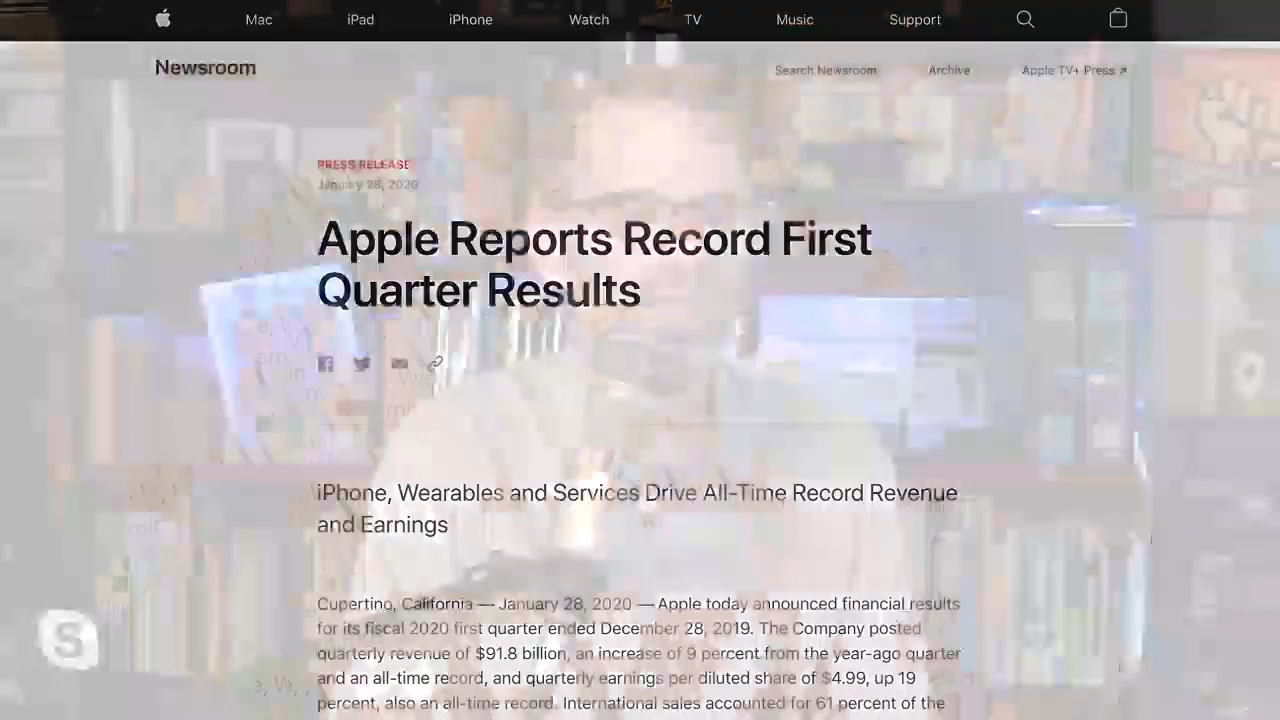 Mac iPad iPhone Watch TV Music Support
Newsroom Search Newsroom Archive Apple TV+ Press ↗
PRESS RELEASE
January 28, 2020
Apple Reports Record First
Quarter Results
iPhone, Wearables and Services Drive All-Time Record Revenue
and Earnings
Cupertino, California — January 28, 2020 — Apple today announced financial results
for its fiscal 2020 first quarter ended December 28, 2019. The Company posted
quarterly revenue of $91.8 billion, an increase of 9 percent from the year-ago quarter
and an all-time record, and quarterly earnings per diluted share of $4.99, up 19
percent, also an all-time record. International sales accounted for 61 percent of the